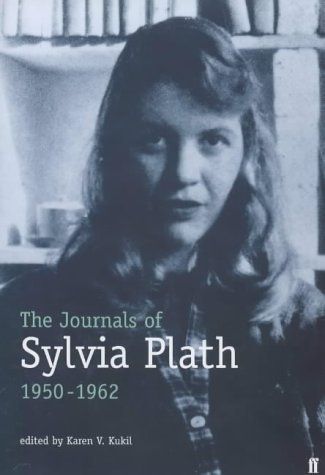 The Journals of
Sylvia Plath
1950-1962
edited by Karen V. Kukil
ff